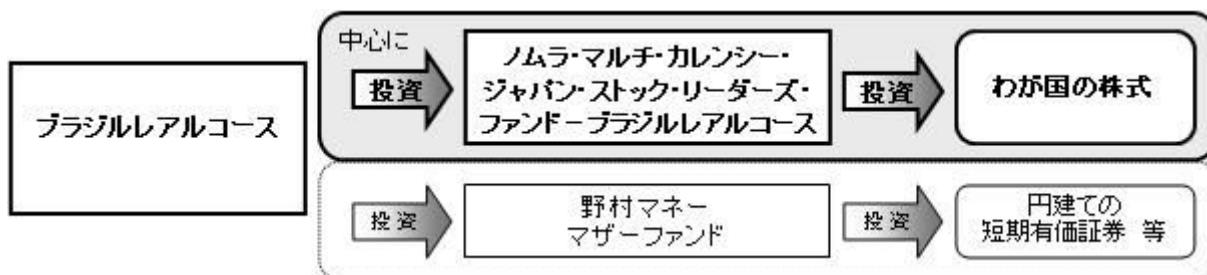 ブラジルレアルコース
中心に
投資
ノムラ・マルチ・カレンシー・
ジャパン・ストック・リーダーズ・
ファンド－ブラジルレアルコース
投資
わが国の株式
投資
野村マネー
マザーファンド
投資
円建ての
短期有価証券 等